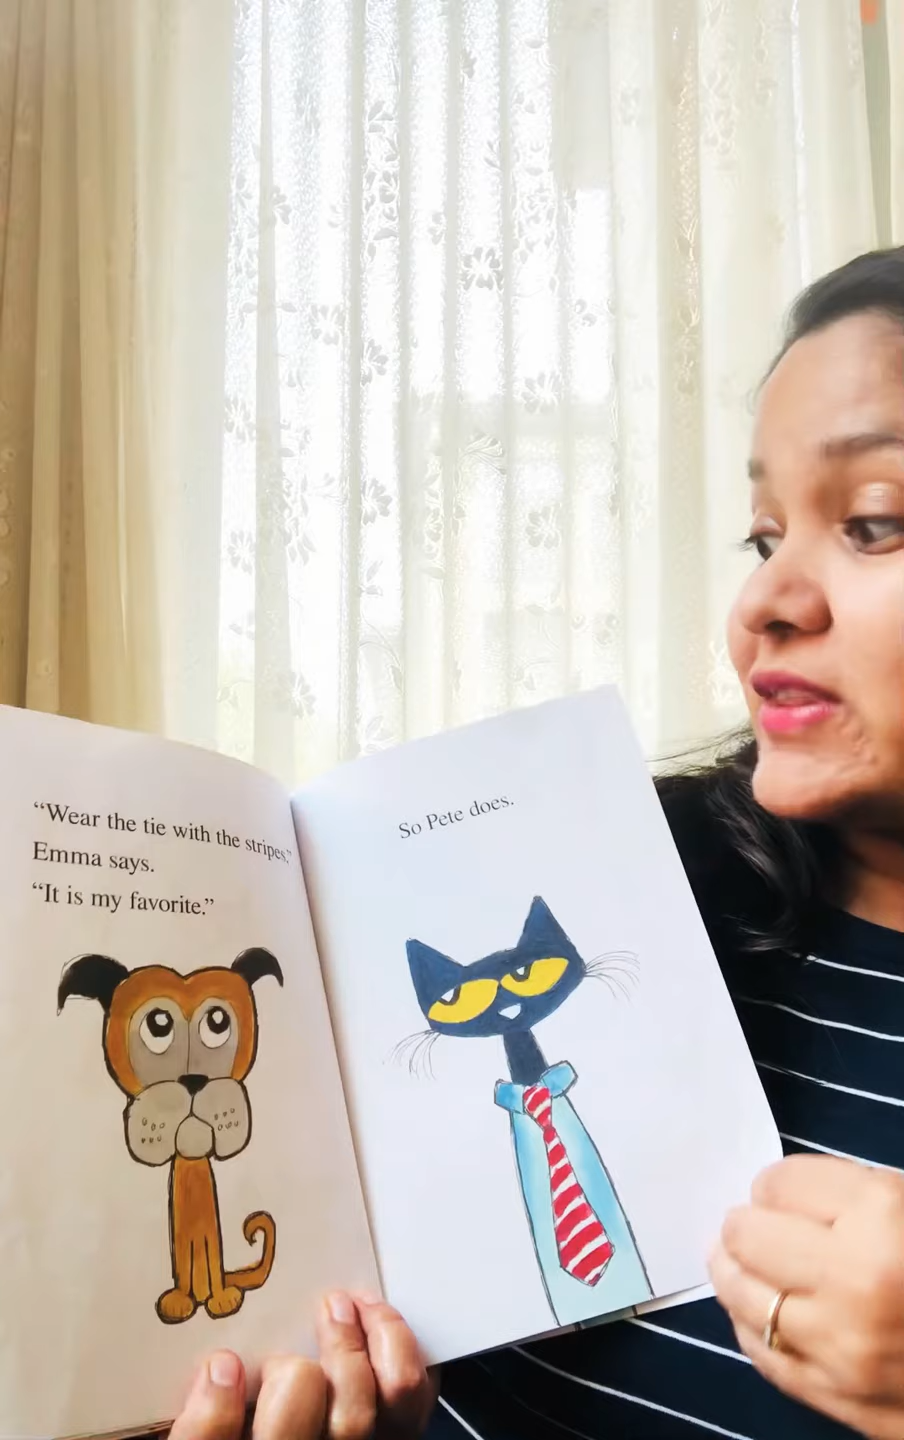 “Wear the tie with the stripes,”
Emma says.
“It is my favorite.”
So Pete does.